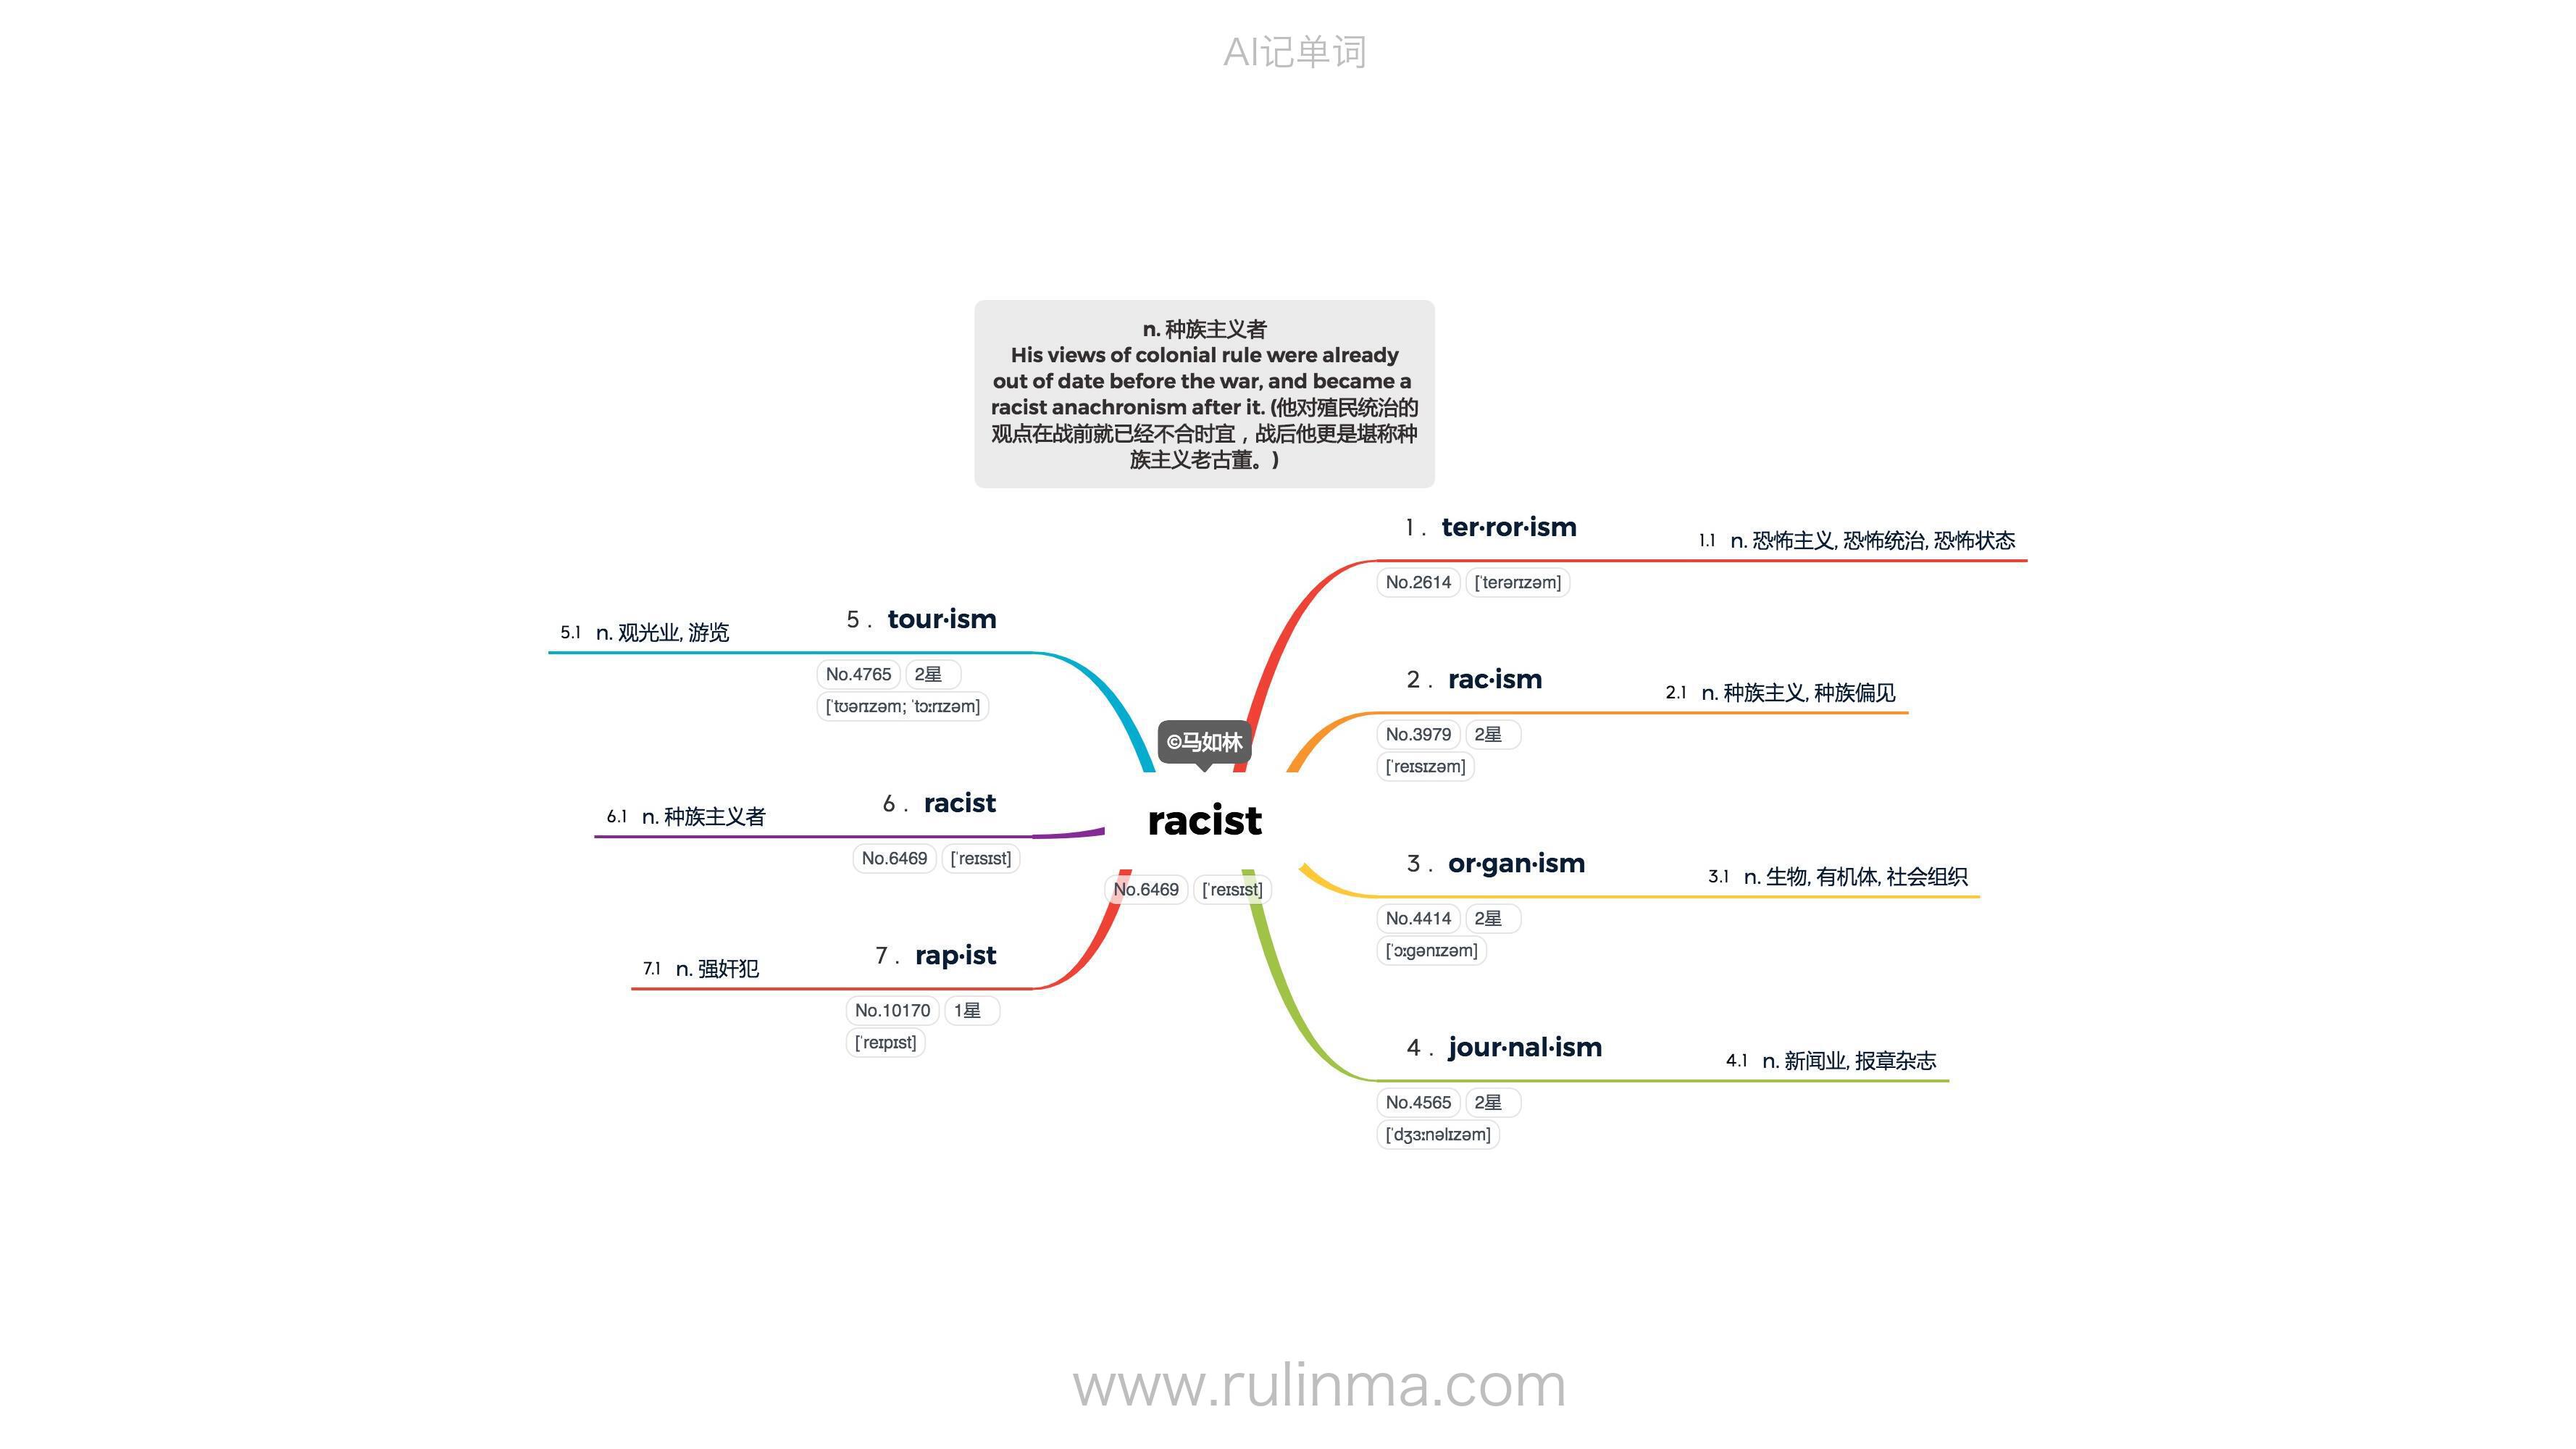 AI记单词
n. 种族主义者
His views of colonial rule were already
out of date before the war, and became a
racist anachronism after it. (他对殖民统治的
观点在战前就已经不合时宜，战后他更是堪称种
族主义老古董。)
1. ter·ror·ism
1.1 n. 恐怖主义, 恐怖统治, 恐怖状态
No.2614 [ˈterərɪzəm]
2. rac·ism
2.1 n. 种族主义, 种族偏见
No.3979 2星
[ˈreɪsɪzəm]
3. or·gan·ism
3.1 n. 生物, 有机体, 社会组织
No.4414 2星
[ˈɔːɡənɪzəm]
4. jour·nal·ism
4.1 n. 新闻业, 报章杂志
No.4565 2星
[ˈdʒɜːnəlɪzəm]
5. tour·ism
5.1 n. 观光业, 游览
No.4765 2星
[ˈtʊərɪzəm; ˈtɔːrɪzəm]
6. racist
6.1 n. 种族主义者
No.6469 [ˈreɪsɪst]
7. rap·ist
7.1 n. 强奸犯
No.10170 1星
[ˈreɪpɪst]
©马如林
racist
No.6469 [ˈreɪsɪst]
www.rulinma.com